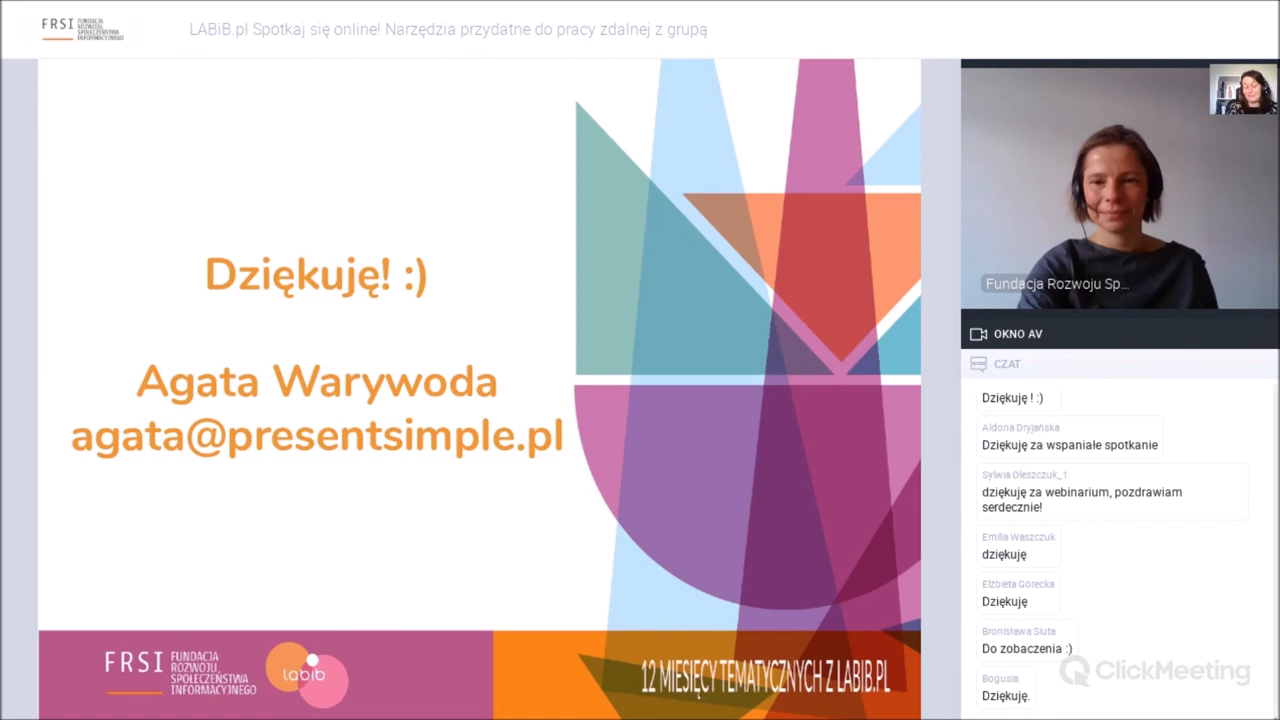 FRSI FUNDACJA
ROZWOJU
SPOŁECZEŃSTWA
INFORMACYJNEGO
LABiB.pl Spotkaj się online! Narzędzia przydatne do pracy zdalnej z grupą
Dziękuję! :)
Agata Warywoda
agata@presentsimple.pl
FRSI FUNDACJA
ROZWOJU
SPOŁECZEŃSTWA
INFORMACYJNEGO
labib
12 MIESIĘCY TEMATYCZNYCH Z LABIB.PL
Fundacja Rozwoju Sp...
OKNO AV
CZAT
Dziękuję ! :)
Aldona Dryjańska
Dziękuję za wspaniałe spotkanie
Sylwia Oleszczuk_1
dziękuję za webinarium, pozdrawiam
serdecznie!
Emilia Waszczuk
dziękuję
Elżbieta Górecka
Dziękuję
Bronisława Siuta
Do zobaczenia :)
Bogusia
Dziękuję.
ClickMeeting